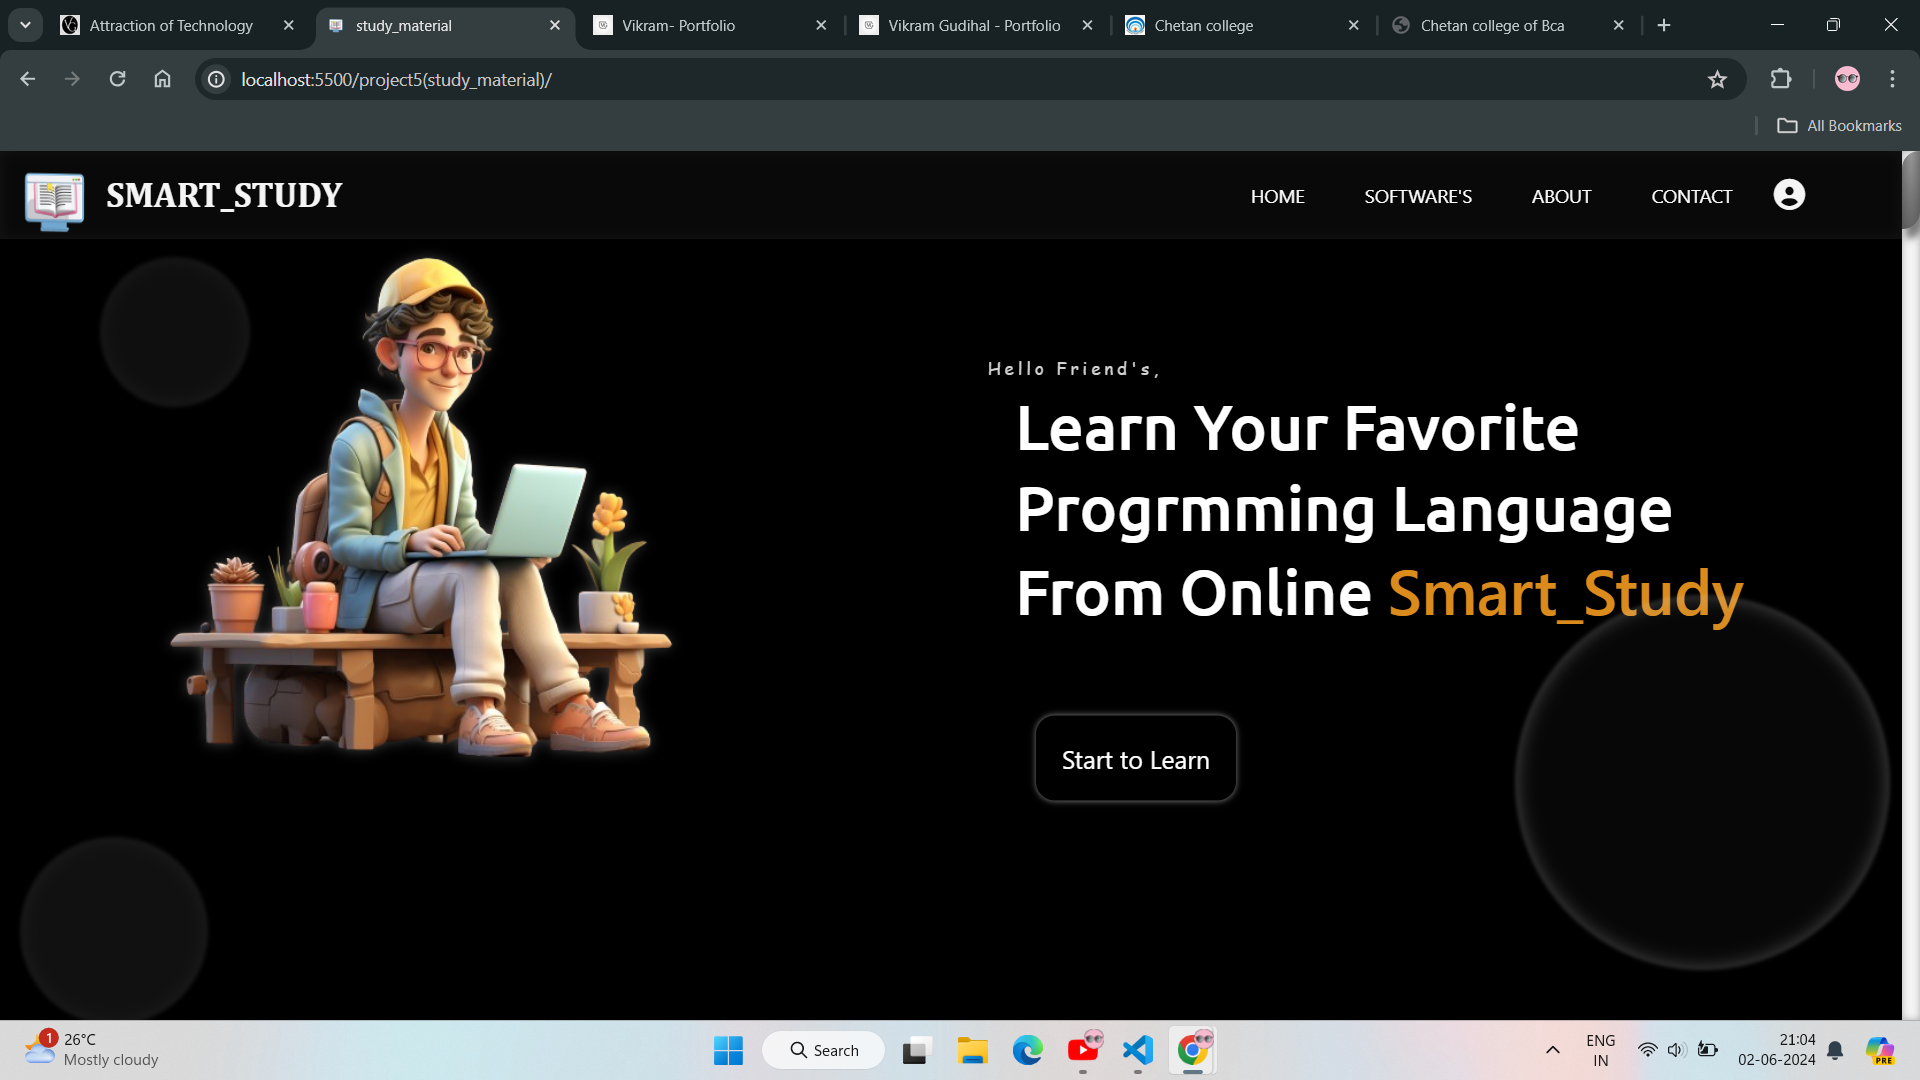 Attraction of Technology
study_material
Vikram- Portfolio
Vikram Gudihal - Portfolio
Chetan college
Chetan college of Bca
localhost:5500/project5(study_material)/
All Bookmarks
SMART_STUDY
HOME
SOFTWARE'S
ABOUT
CONTACT
Hello Friend's,
Learn Your Favorite
Progrmming Language
From Online Smart_Study
Start to Learn
1
26°C
Mostly cloudy
Search
ENG
IN
21:04
02-06-2024
PRE